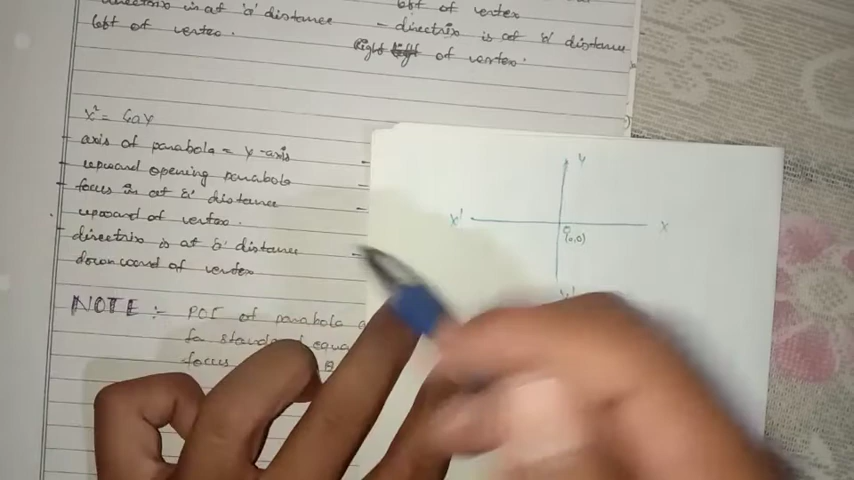 directrix is at 'a' distance
left of vertex.
left of vertex
- directrix is at 'a' distance
Right of vertex.
x² = 4ay
axis of parabola = y-axis
upward opening parabola
focus is at 'a' distance
upward of vertex.
directrix is at 'a' distance
downward of vertex
NOTE :- POI of parabola
for standard equa
focus
Y
X'
X
O
(0,0)
Y'